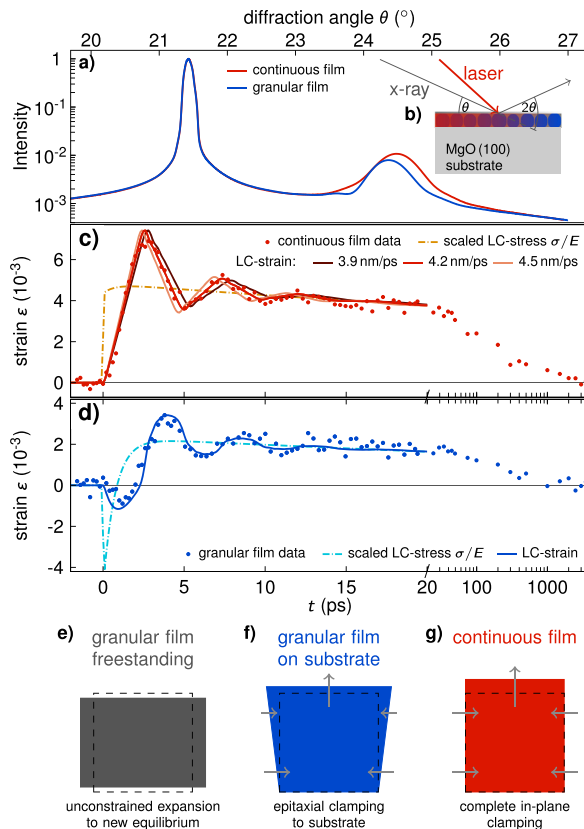 diffraction angle θ (°)
20 21 22 23 24 25 26 27
a)
continuous film
granular film
laser
x-ray
θ
2θ
b)
MgO (100)
substrate
Intensity
1
10⁻¹
10⁻²
10⁻³
c)
continuous film data
scaled LC-stress σ/E
LC-strain: 3.9 nm/ps 4.2 nm/ps 4.5 nm/ps
strain ε (10⁻³)
6
4
2
0
d)
strain ε (10⁻³)
4
2
0
-2
-4
granular film data
scaled LC-stress σ/E
LC-strain
0 5 10 15 20 100 1000
t (ps)
e)
granular film
freestanding
unconstrained expansion
to new equilibrium
f)
granular film
on substrate
epitaxial clamping
to substrate
g)
continuous film
complete in-plane
clamping